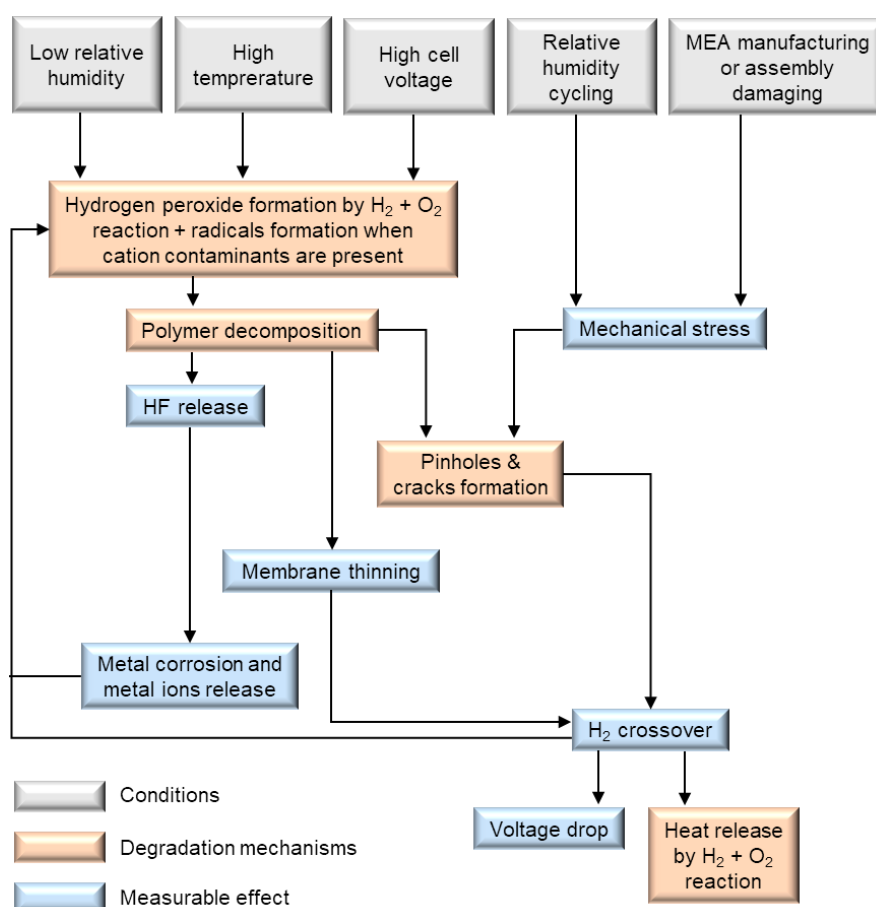 Low relative
humidity
High
temprerature
High cell
voltage
Relative
humidity
cycling
MEA manufacturing
or assembly
damaging
Hydrogen peroxide formation by H₂ + O₂
reaction + radicals formation when
cation contaminants are present
Polymer decomposition
Mechanical stress
HF release
Pinholes &
cracks formation
Membrane thinning
Metal corrosion and
metal ions release
H₂ crossover
Conditions
Voltage drop
Heat release
by H₂ + O₂
reaction
Degradation mechanisms
Measurable effect